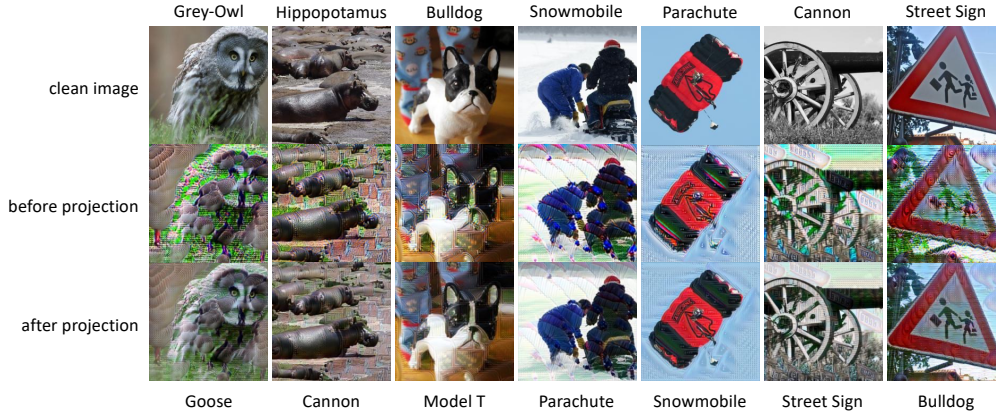 Grey-Owl Hippopotamus Bulldog Snowmobile Parachute Cannon Street Sign
clean image
before projection
after projection
Goose Cannon Model T Parachute Snowmobile Street Sign Bulldog